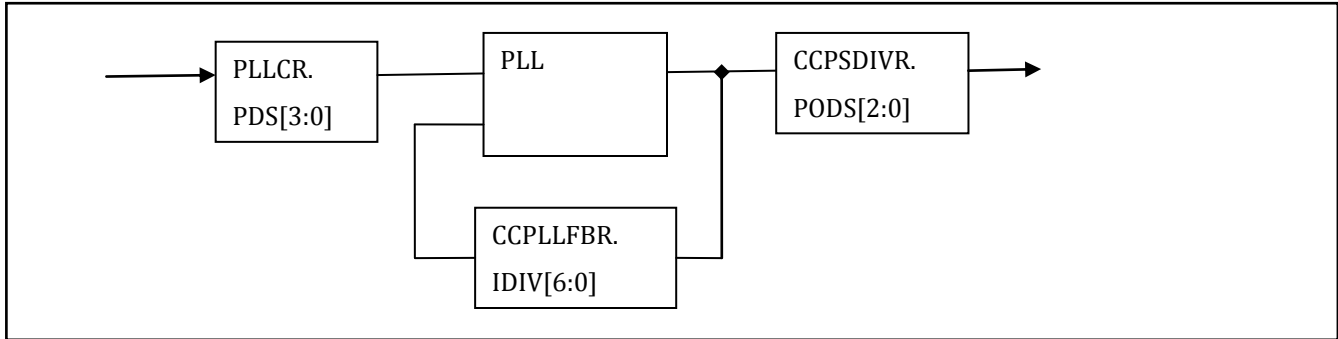 PLLCR.
PDS[3:0]
PLL
CCPSDIVR.
PODS[2:0]
CCPLLFBR.
IDIV[6:0]